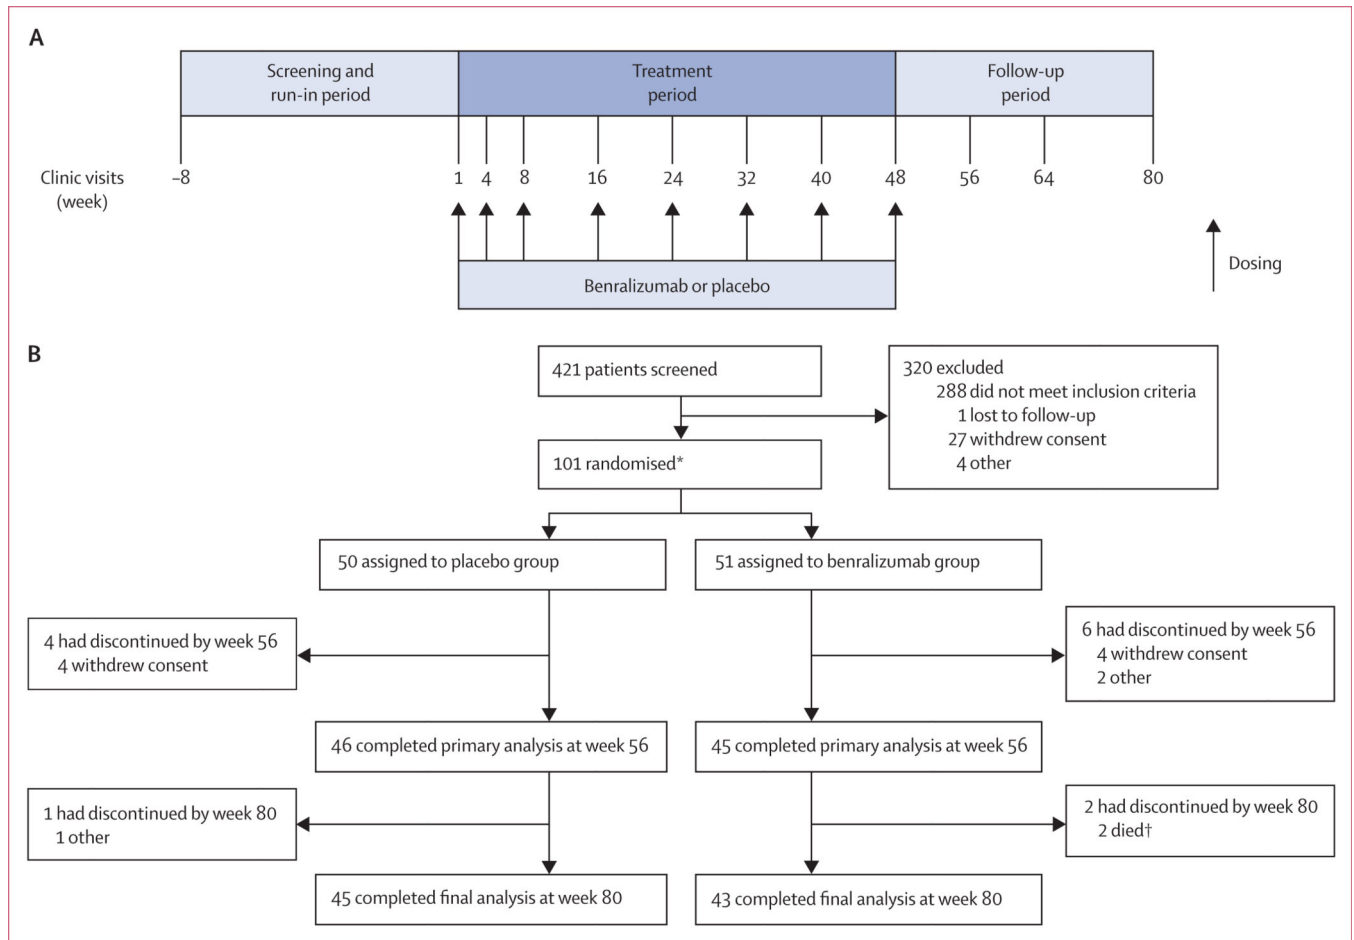 A
Screening and
run-in period
Treatment
period
Follow-up
period
Clinic visits
(week)
–8 1 4 8 16 24 32 40 48 56 64 80
Benralizumab or placebo
Dosing
B
421 patients screened
320 excluded
288 did not meet inclusion criteria
1 lost to follow-up
27 withdrew consent
4 other
101 randomised*
50 assigned to placebo group
51 assigned to benralizumab group
4 had discontinued by week 56
4 withdrew consent
6 had discontinued by week 56
4 withdrew consent
2 other
46 completed primary analysis at week 56
45 completed primary analysis at week 56
1 had discontinued by week 80
1 other
2 had discontinued by week 80
2 died†
45 completed final analysis at week 80
43 completed final analysis at week 80